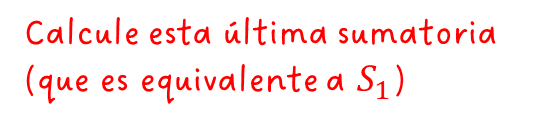 Calcule esta última sumatoria
(que es equivalente a S₁)